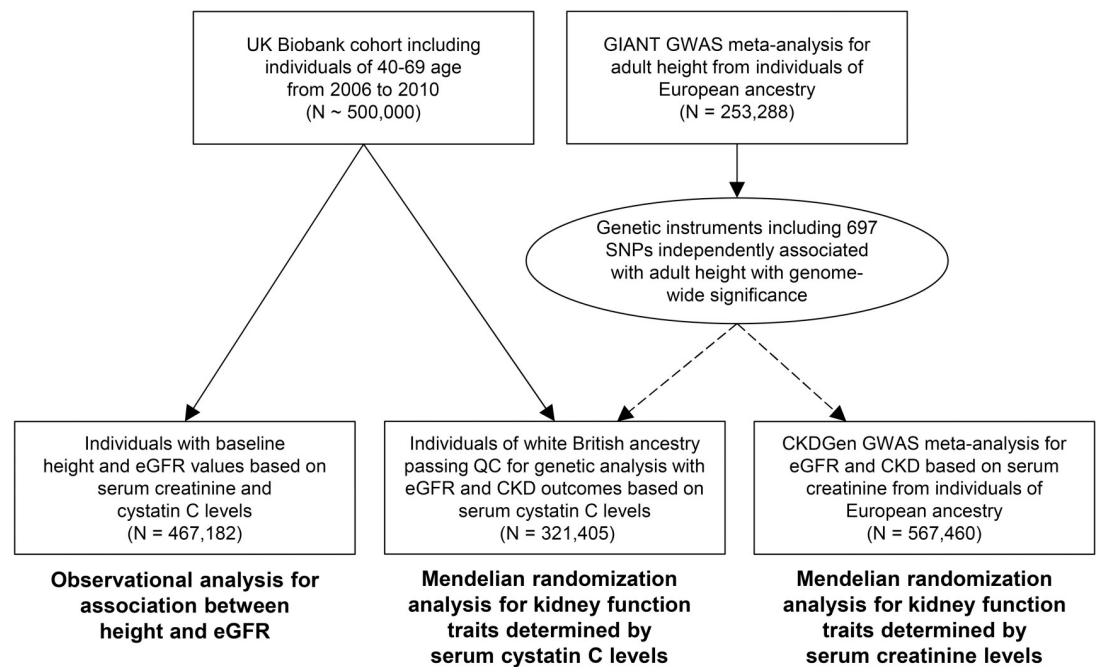 UK Biobank cohort including
individuals of 40-69 age
from 2006 to 2010
(N ~ 500,000)
GIANT GWAS meta-analysis for
adult height from individuals of
European ancestry
(N = 253,288)
Genetic instruments including 697
SNPs independently associated
with adult height with genome-
wide significance
Individuals with baseline
height and eGFR values based on
serum creatinine and
cystatin C levels
(N = 467,182)
Individuals of white British ancestry
passing QC for genetic analysis with
eGFR and CKD outcomes based on
serum cystatin C levels
(N = 321,405)
CKDGen GWAS meta-analysis for
eGFR and CKD based on serum
creatinine from individuals of
European ancestry
(N = 567,460)
Observational analysis for
association between
height and eGFR
Mendelian randomization
analysis for kidney function
traits determined by
serum cystatin C levels
Mendelian randomization
analysis for kidney function
traits determined by
serum creatinine levels